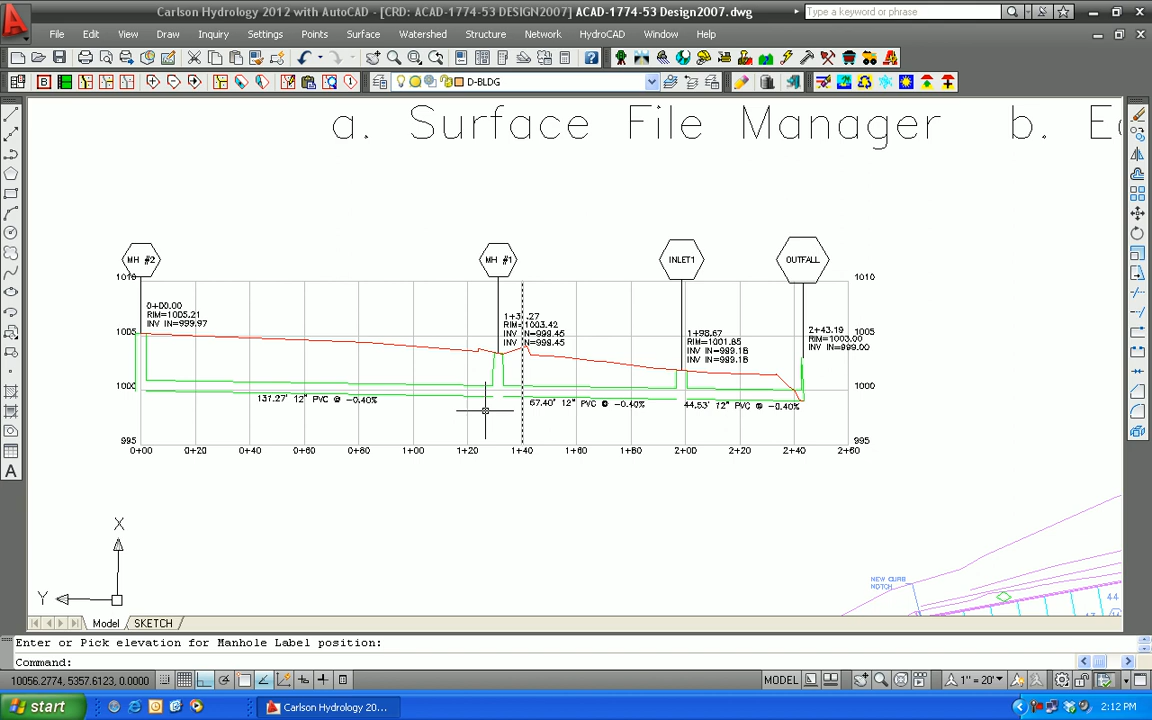 Carlson Hydrology 2012 with AutoCAD - [CRD: ACAD-1774-53 DESIGN2007] ACAD-1774-53 Design2007.dwg
Type a keyword or phrase
File Edit View Draw Inquiry Settings Points Surface Watershed Structure Network HydroCAD Window Help
D-BLDG
a. Surface File Manager b.
MH #2
MH #1
INLET1
OUTFALL
1010
1010
0+00.00
RIM=1005.21
INV IN=999.97
RIM=1003.42
INV IN=999.45
INV IN=999.45
1+98.67
RIM=1001.85
INV IN=999.18
INV IN=999.18
2+43.19
RIM=1003.00
INV IN=999.00
1005
1005
1000
1000
131.27' 12" PVC @ -0.40%
67.40' 12" PVC @ -0.40%
44.53' 12" PVC @ -0.40%
995
995
0+00 0+20 0+40 0+60 0+80 1+00 1+20 1+40 1+60 1+80 2+00 2+20 2+40 2+60
X
Y
NEW CURB
NOTCH
44
Model SKETCH
Enter or Pick elevation for Manhole Label position:
Command:
10056.2774, 5357.6123, 0.0000
MODEL
1" = 20'
start
Carlson Hydrology 20...
2:12 PM